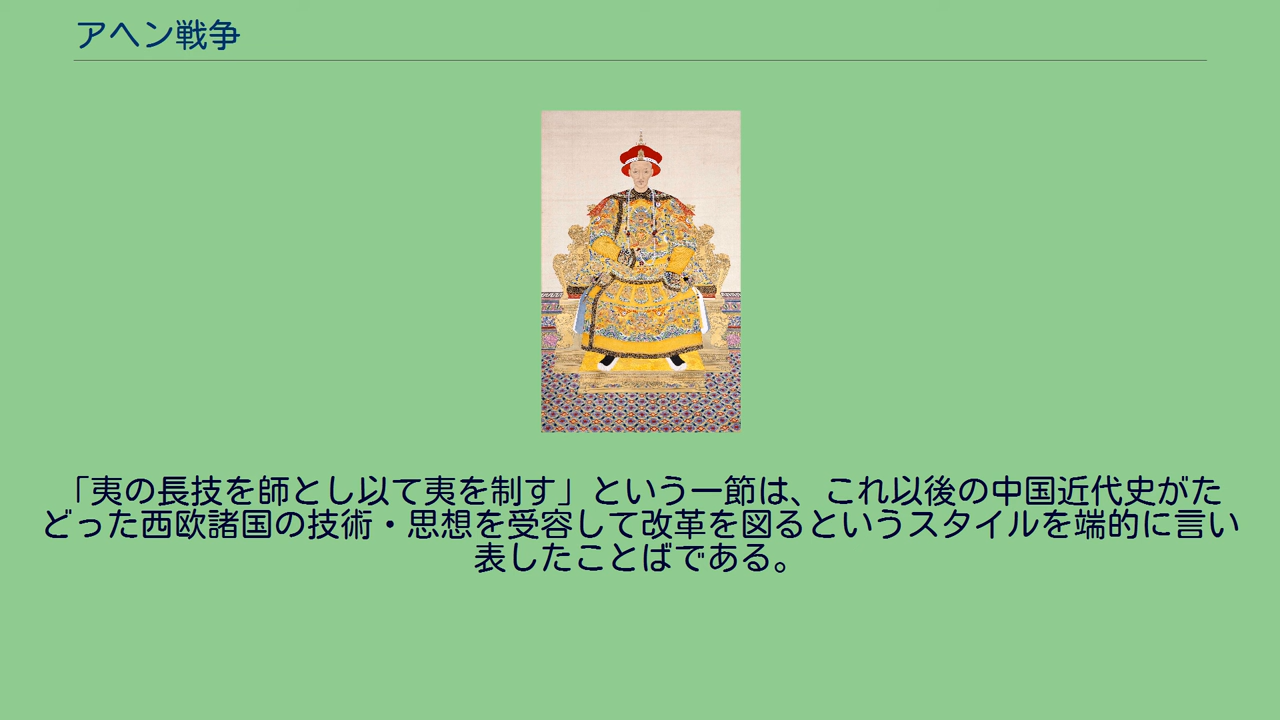 アヘン戦争
「夷の長技を師とし以て夷を制す」という一節は、これ以後の中国近代史がた
どった西欧諸国の技術・思想を受容して改革を図るというスタイルを端的に言い
表したことばである。